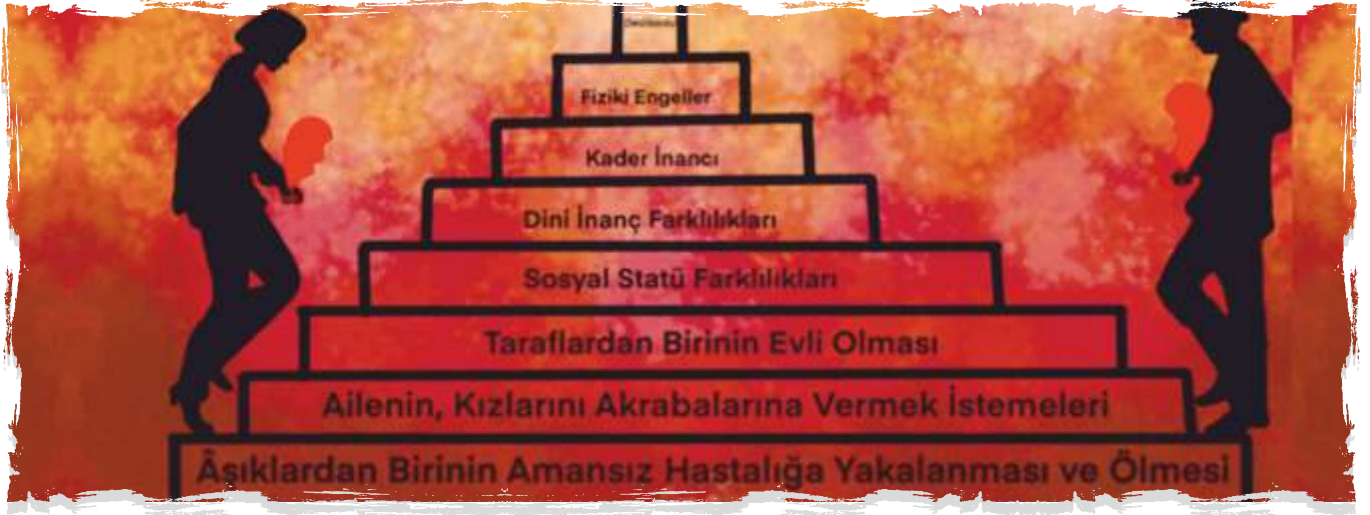 Fiziki Engeller
Kader İnancı
Dini İnanç Farklılıkları
Sosyal Statü Farklılıkları
Taraflardan Birinin Evli Olması
Ailenin, Kızlarını Akrabalarına Vermek İstemeleri
Âşıklardan Birinin Amansız Hastalığa Yakalanması ve Ölmesi